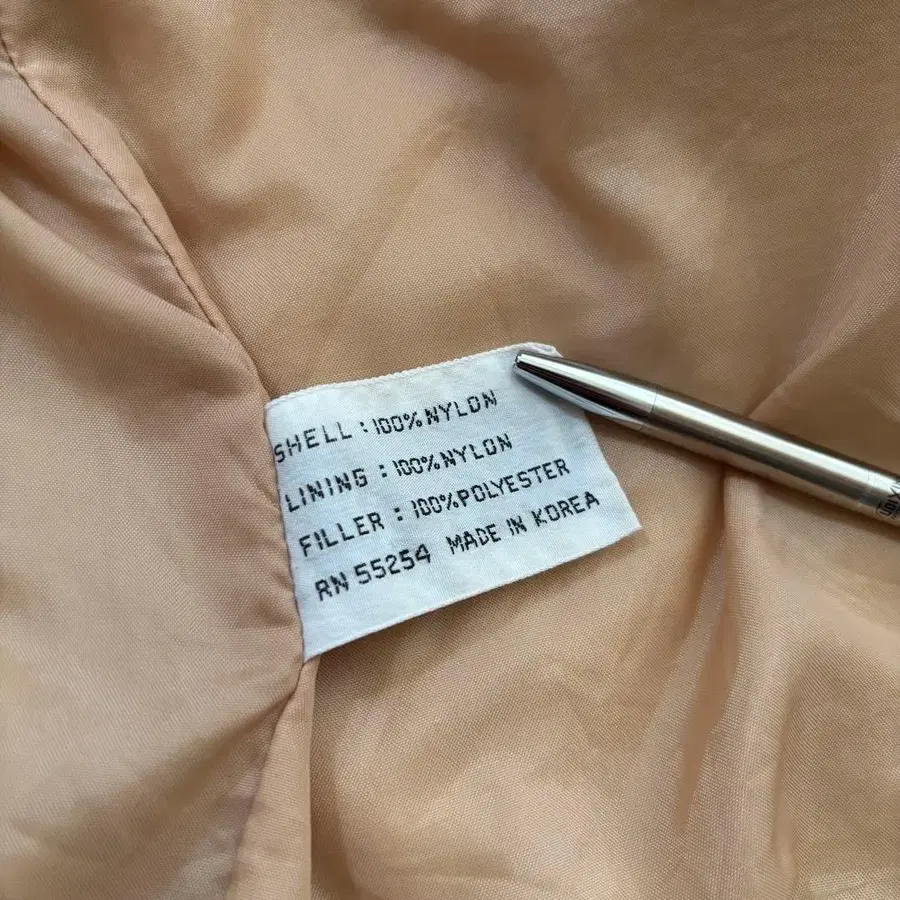 SHELL : 100% NYLON
LINING : 100% NYLON
FILLER : 100% POLYESTER
RN 55254 MADE IN KOREA